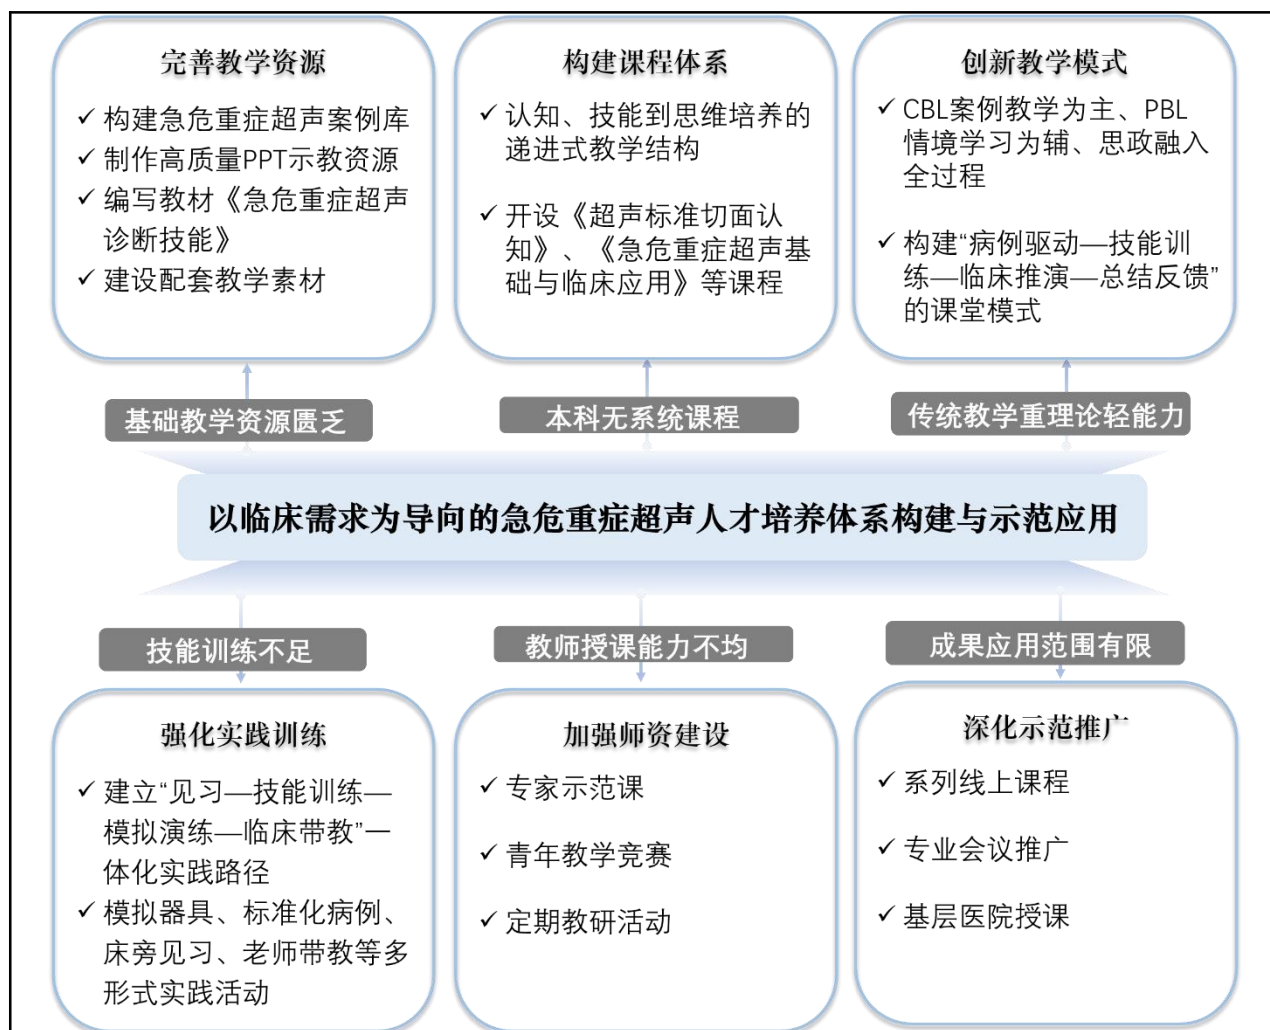 完善教学资源
✓ 构建急危重症超声案例库
✓ 制作高质量PPT示教资源
✓ 编写教材《急危重症超声
诊断技能》
✓ 建设配套教学素材
构建课程体系
✓ 认知、技能到思维培养的
递进式教学结构
✓ 开设《超声标准切面认
知》、《急危重症超声基
础与临床应用》等课程
创新教学模式
✓ CBL案例教学为主、PBL
情境学习为辅、思政融入
全过程
✓ 构建“病例驱动—技能训
练—临床推演—总结反馈”
的课堂模式
基础教学资源匮乏
本科无系统课程
传统教学重理论轻能力
以临床需求为导向的急危重症超声人才培养体系构建与示范应用
技能训练不足
教师授课能力不均
成果应用范围有限
强化实践训练
✓ 建立“见习—技能训练—
模拟演练—临床带教”一
体化实践路径
✓ 模拟器具、标准化病例、
床旁见习、老师带教等多
形式实践活动
加强师资建设
✓ 专家示范课
✓ 青年教学竞赛
✓ 定期教研活动
深化示范推广
✓ 系列线上课程
✓ 专业会议推广
✓ 基层医院授课